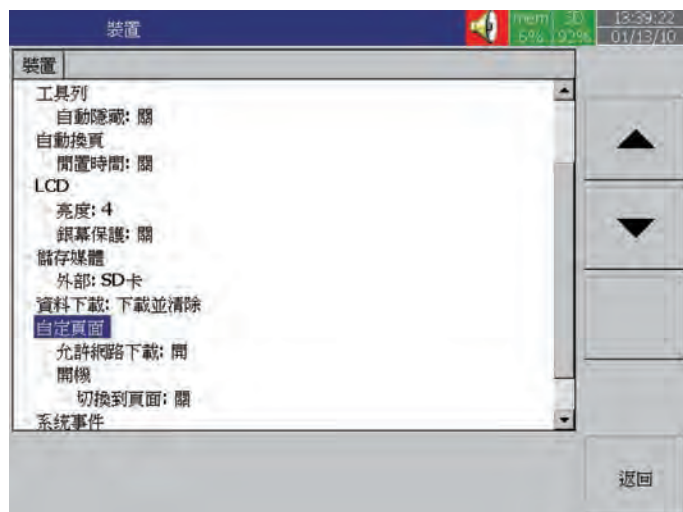 裝置
mem 3D 13:39:22
6% 92% 01/13/10
裝置
工具列
自動隱藏: 關
自動換頁
閒置時間: 關
LCD
亮度: 4
銀幕保護: 關
儲存媒體
外部: SD卡
資料下載: 下載並清除
自定頁面
允許網路下載: 開
開機
切換到頁面: 關
系統事件
返回